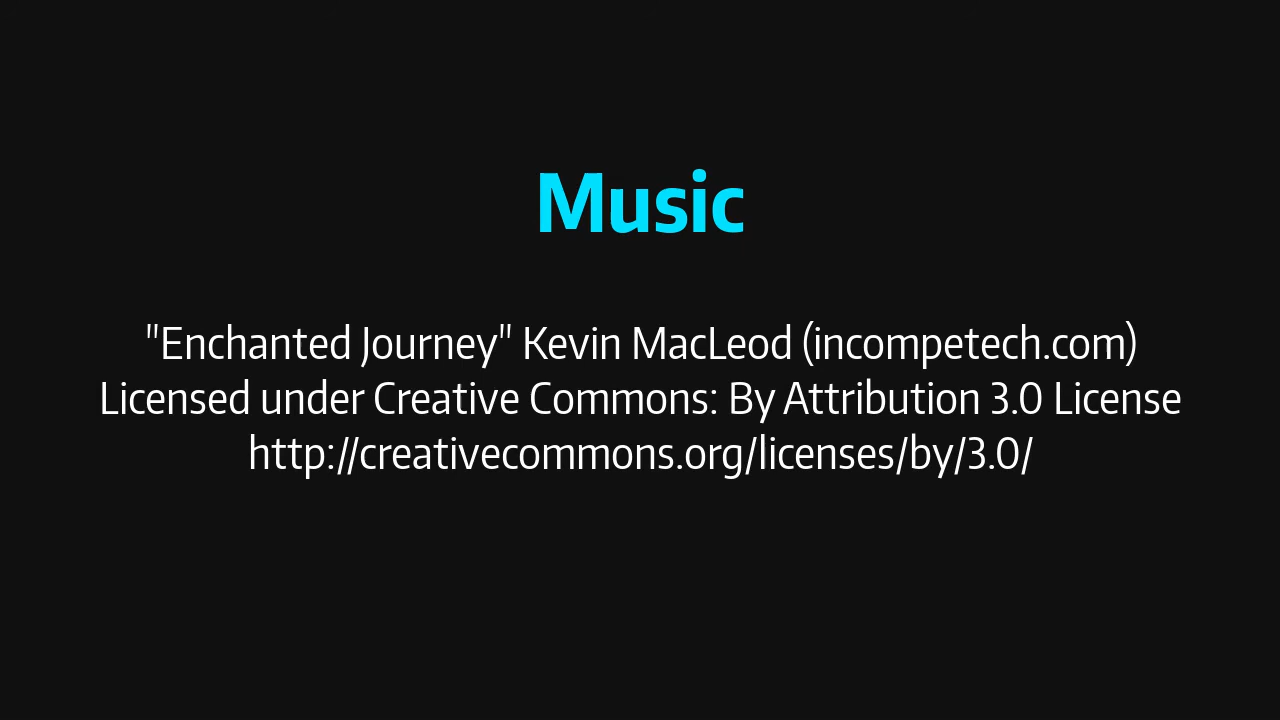 Music
"Enchanted Journey" Kevin MacLeod (incompetech.com)
Licensed under Creative Commons: By Attribution 3.0 License
http://creativecommons.org/licenses/by/3.0/